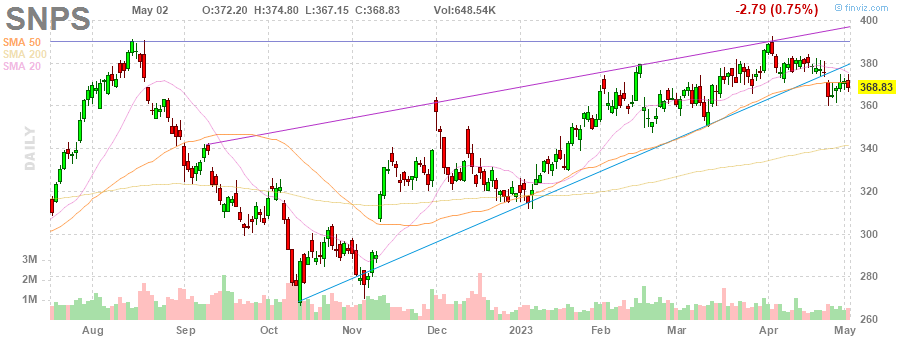 SNPS May 02 O:372.20 H:374.80 L:367.15 C:368.83 Vol:648.54K -2.79 (0.75%) © finviz.com
400
SMA 50
SMA 200
SMA 20
380
368.83
360
DAILY
340
320
300
280
260
3M
2M
1M
Aug Sep Oct Nov Dec 2023 Feb Mar Apr May